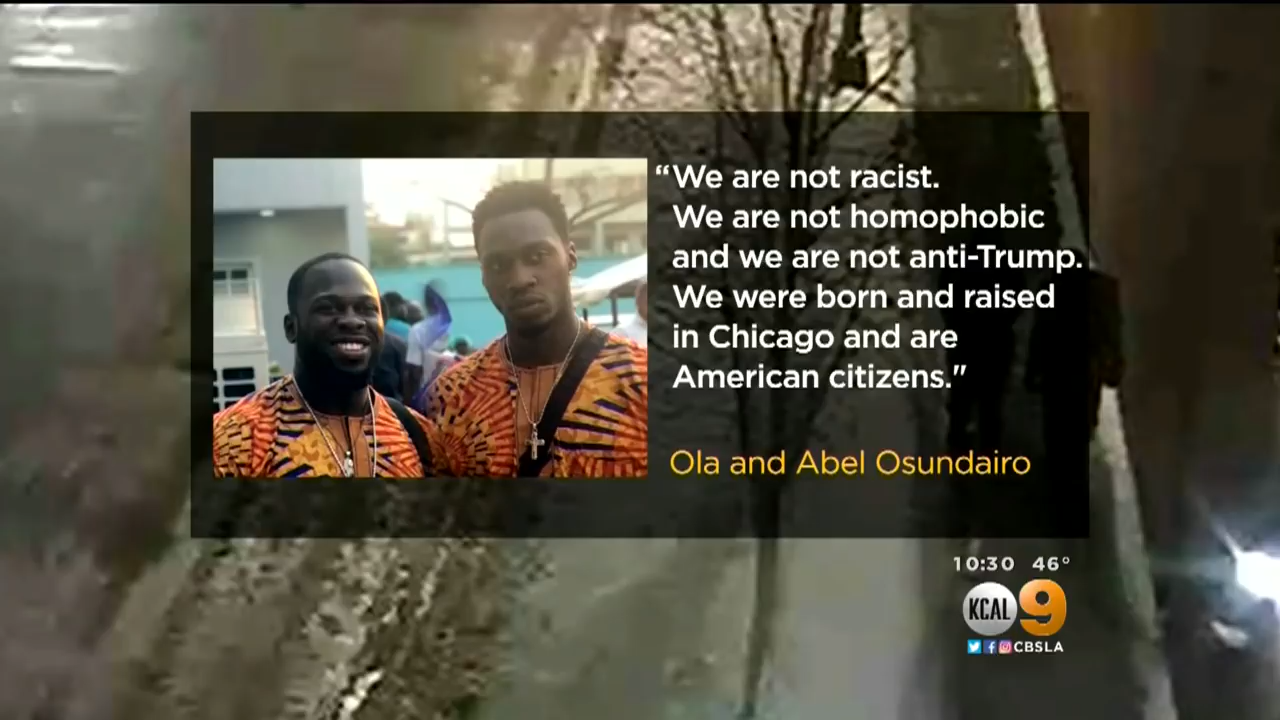 “We are not racist.
We are not homophobic
and we are not anti-Trump.
We were born and raised
in Chicago and are
American citizens."
Ola and Abel Osundairo
10:30 46°
KCAL 9
CBSLA